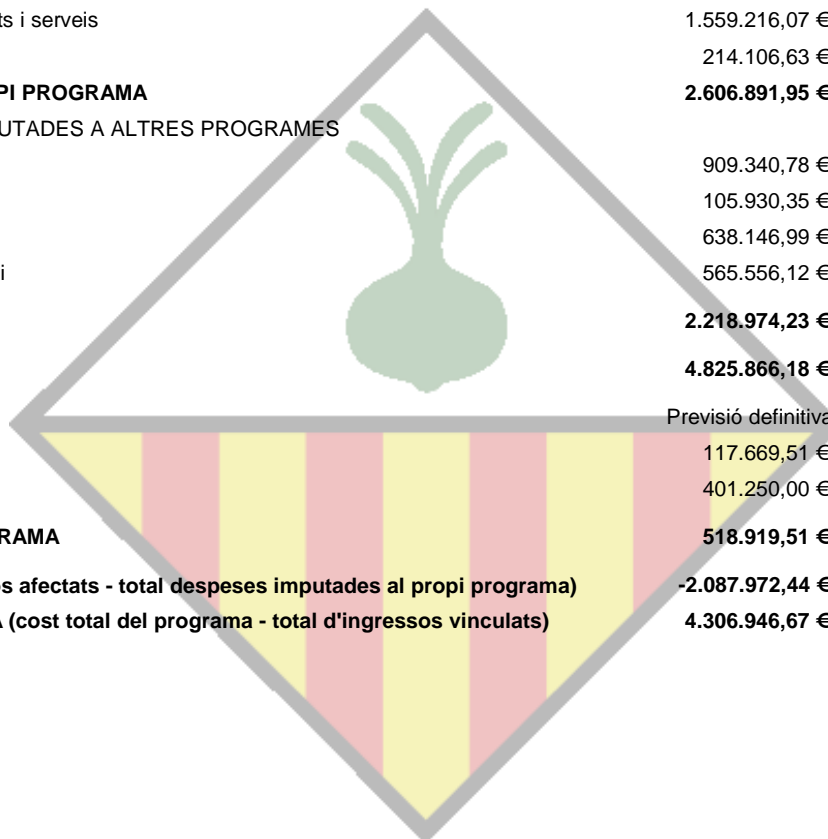 ts i serveis 1.559.216,07 €
214.106,63 €
PI PROGRAMA 2.606.891,95 €
UTADES A ALTRES PROGRAMES
909.340,78 €
105.930,35 €
638.146,99 €
i 565.556,12 €
2.218.974,23 €
4.825.866,18 €
Previsió definitiva
117.669,51 €
401.250,00 €
RAMA 518.919,51 €
s afectats - total despeses imputades al propi programa) -2.087.972,44 €
A (cost total del programa - total d'ingressos vinculats) 4.306.946,67 €